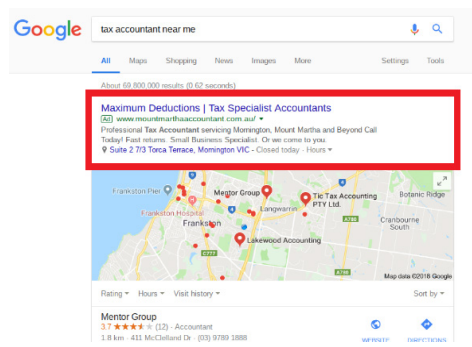 Google
tax accountant near me
All Maps Shopping News Images More Settings Tools
About 69,800,000 results (0.62 seconds)
Maximum Deductions | Tax Specialist Accountants
Ad www.mountmarthaaccountant.com.au/
Professional Tax Accountant servicing Mornington, Mount Martha and Beyond Call
Today! Fast returns. Small Business Specialist. Or we come to you.
Suite 2 7/3 Torca Terrace, Mornington VIC - Closed today · Hours
Frankston Pier
Mentor Group
Tic Tax Accounting
PTY Ltd.
Botanic Ridge
Frankston Hospital
Langwarrin
Frankston
A780
Cranbourne
South
Lakewood Accounting
C777
A780
Map data ©2018 Google
Rating Hours Visit history Sort by
Mentor Group
3.7 (12) · Accountant
1.8 km · 411 McClelland Dr · (03) 9789 1888
WEBSITE DIRECTIONS